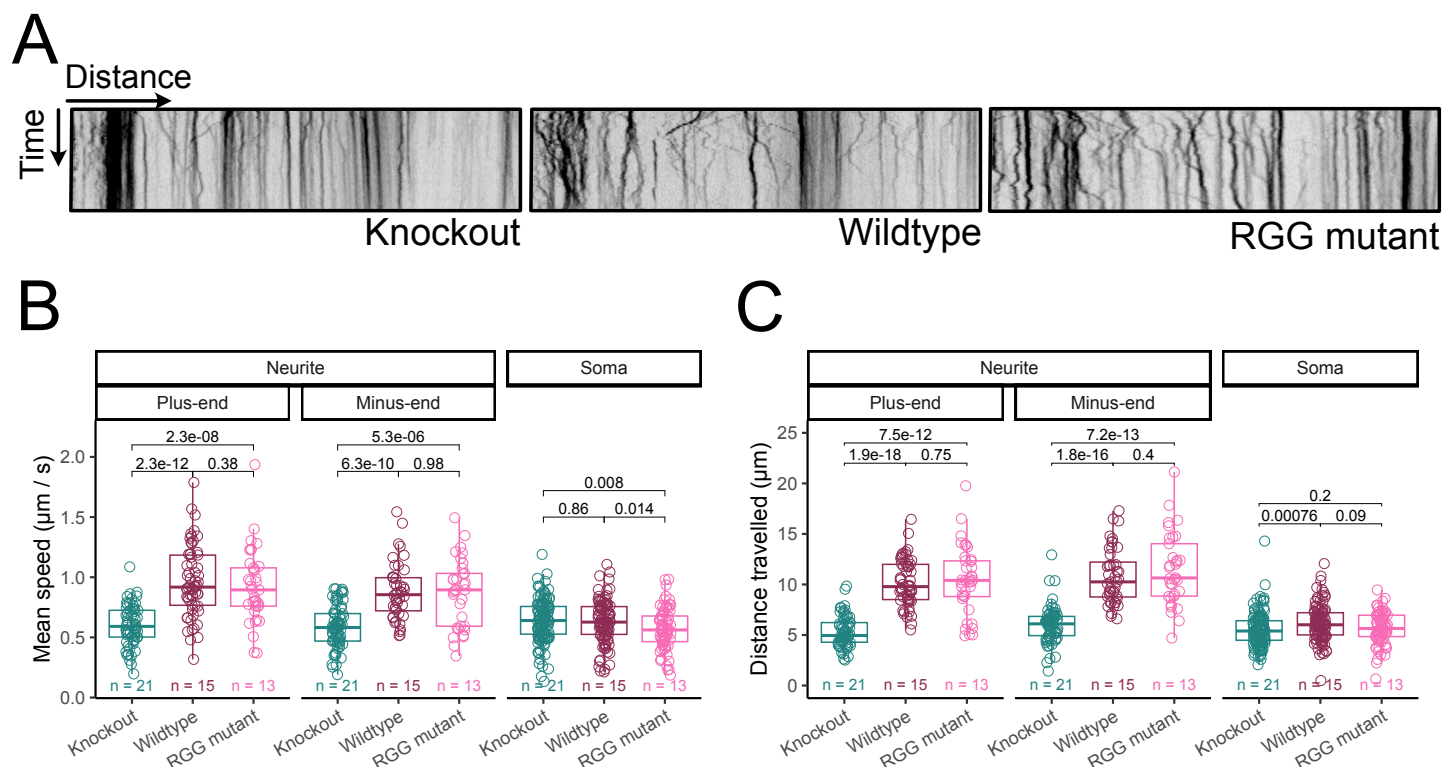 A
Distance
Time
Knockout
Wildtype
RGG mutant
B
Neurite
Soma
Plus-end
Minus-end
2.3e-08
2.3e-12
0.38
5.3e-06
6.3e-10
0.98
0.008
0.86
0.014
Mean speed (μm / s)
2.0
1.5
1.0
0.5
0.0
n = 21
n = 15
n = 13
n = 21
n = 15
n = 13
n = 21
n = 15
n = 13
Knockout
Wildtype
RGG mutant
Knockout
Wildtype
RGG mutant
Knockout
Wildtype
RGG mutant
C
Neurite
Soma
Plus-end
Minus-end
7.5e-12
1.9e-18
0.75
7.2e-13
1.8e-16
0.4
0.2
0.00076
0.09
Distance travelled (μm)
25
20
15
10
5
0
n = 21
n = 15
n = 13
n = 21
n = 15
n = 13
n = 21
n = 15
n = 13
Knockout
Wildtype
RGG mutant
Knockout
Wildtype
RGG mutant
Knockout
Wildtype
RGG mutant